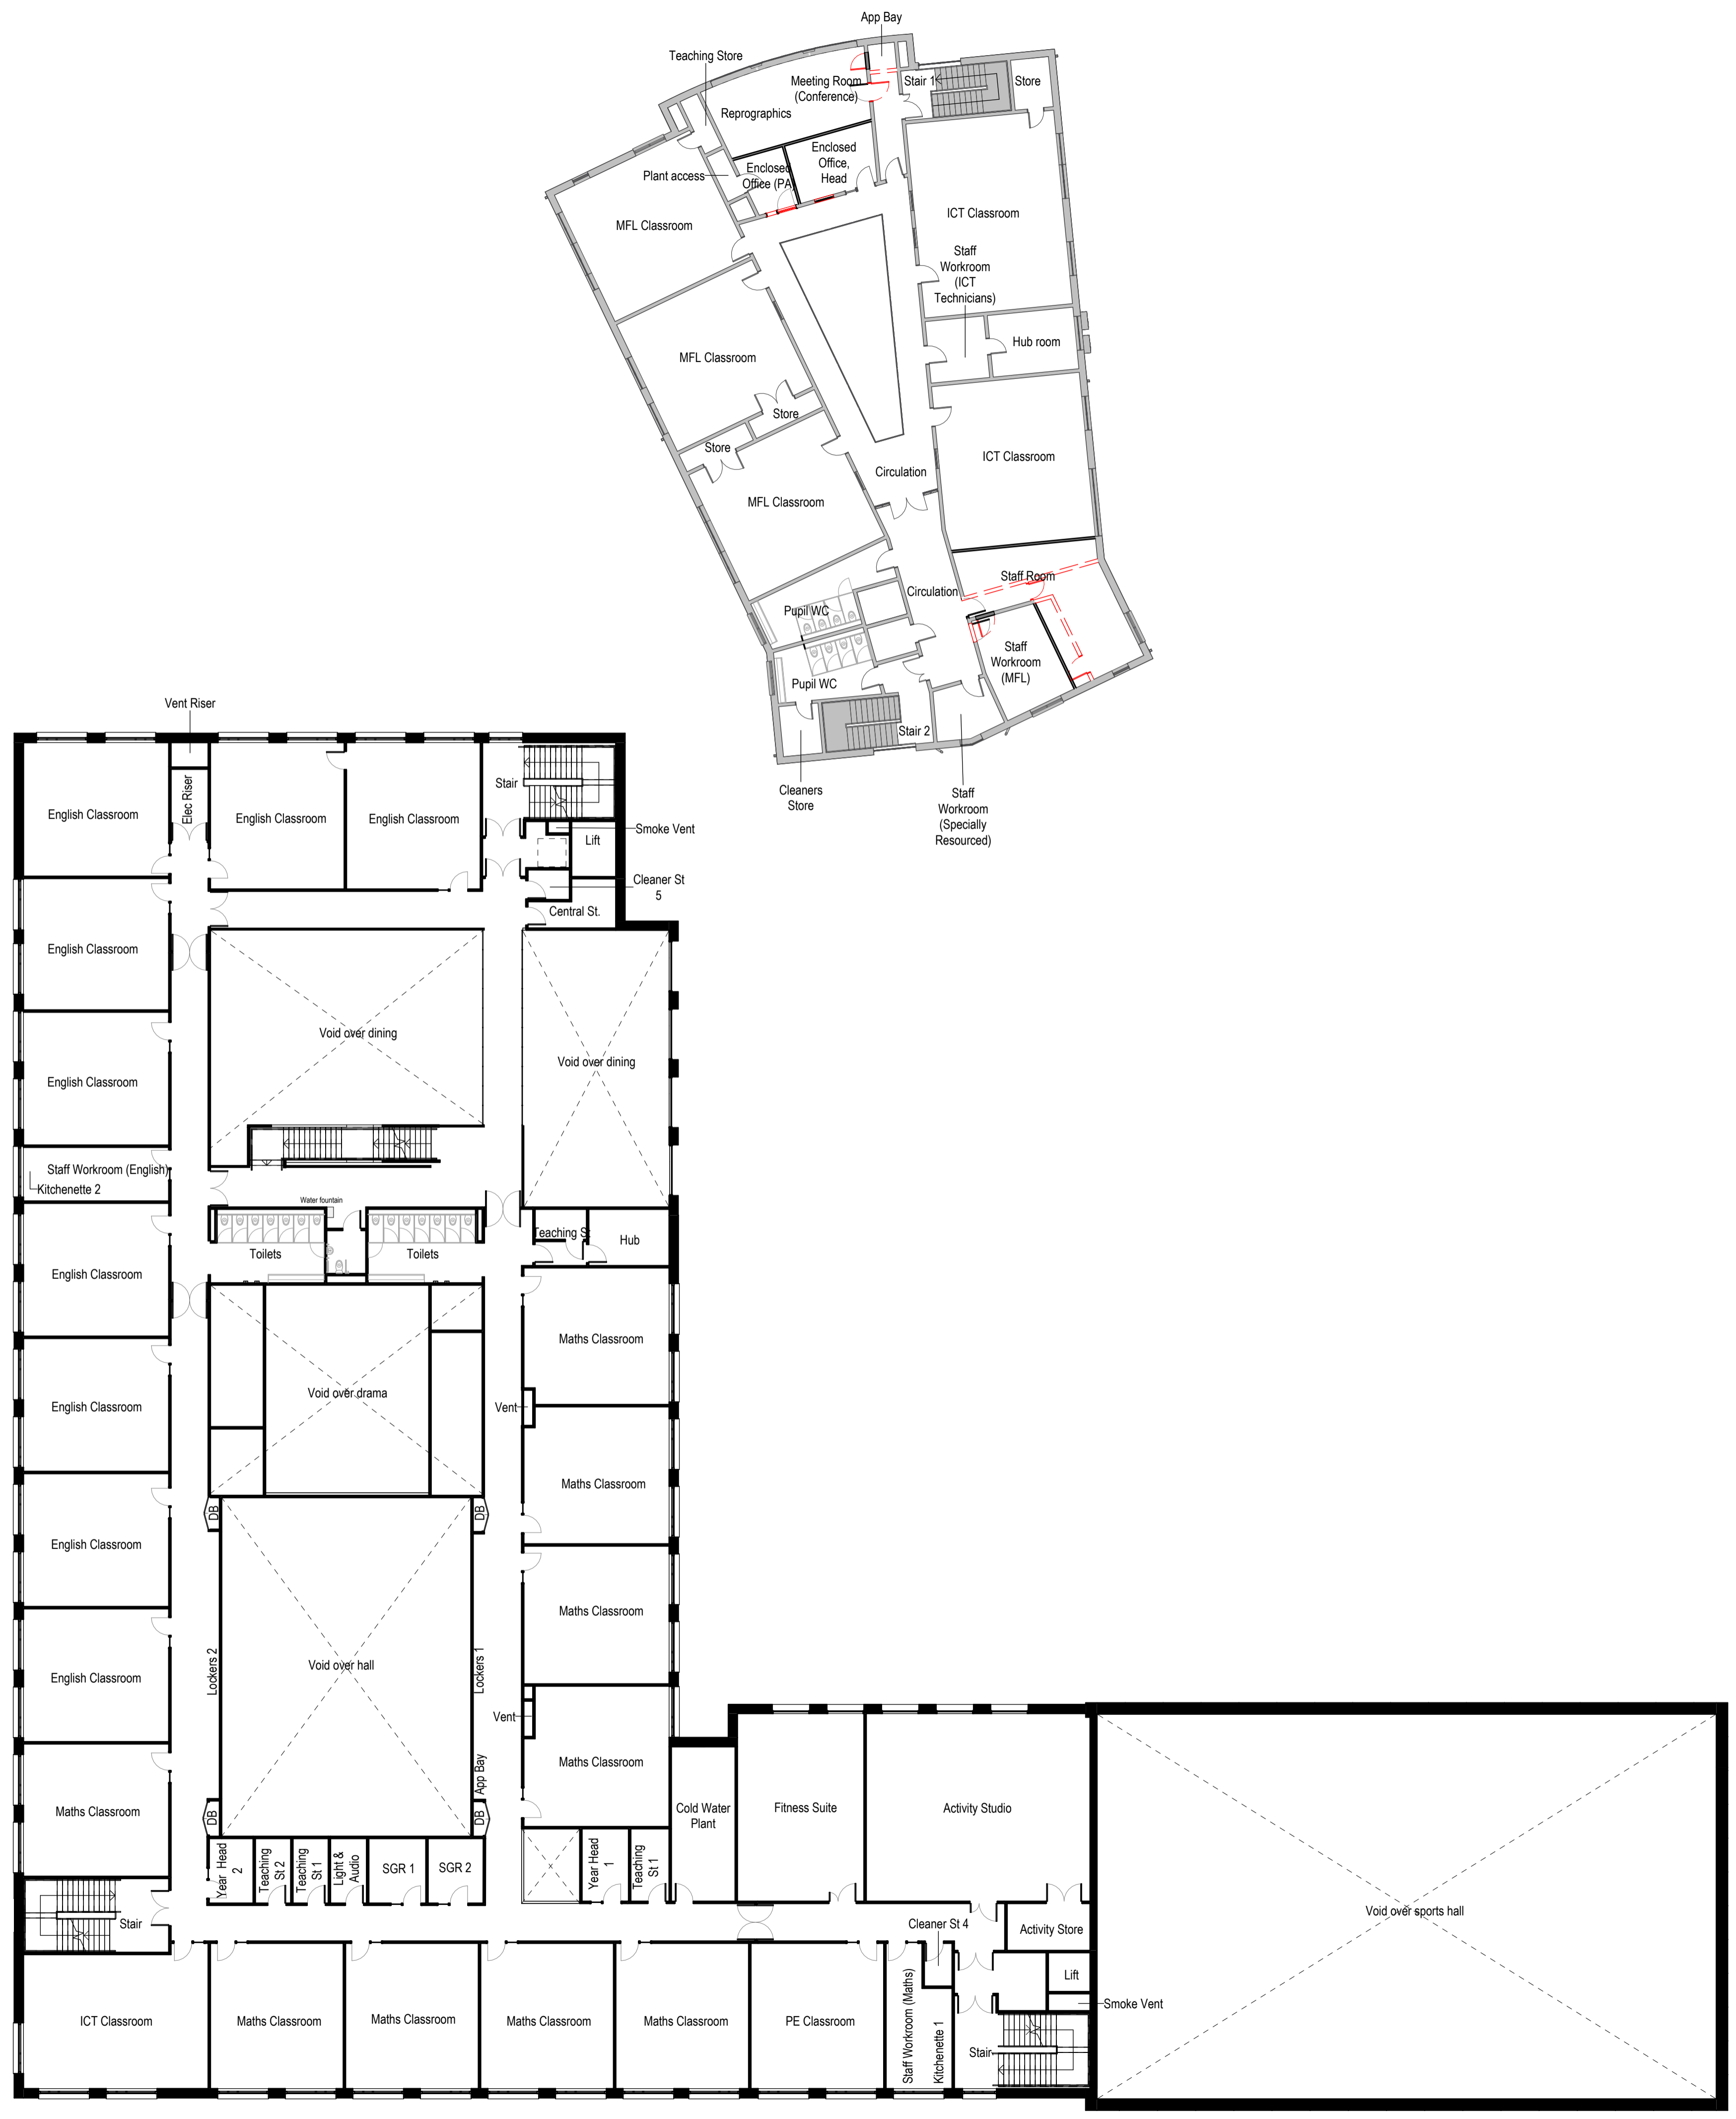 App Bay
Teaching Store
Meeting Room
(Conference)
Stair 1
Store
Reprographics
Enclosed
Office,
Head
Enclosed
Office (PA)
Plant access
MFL Classroom
ICT Classroom
Staff
Workroom
(ICT
Technicians)
Hub room
MFL Classroom
Store
Store
MFL Classroom
Circulation
ICT Classroom
Staff Room
Circulation
Pupil WC
Staff
Workroom
(MFL)
Pupil WC
Stair 2
Cleaners
Store
Staff
Workroom
(Specially
Resourced)
Vent Riser
English Classroom
Elec Riser
English Classroom
English Classroom
Stair
Smoke Vent
Lift
Cleaner St
5
Central St.
English Classroom
Void over dining
Void over dining
English Classroom
Staff Workroom (English)
Kitchenette 2
Water fountain
Toilets
Toilets
Teaching St
Hub
English Classroom
Maths Classroom
English Classroom
Void over drama
Vent
Maths Classroom
DB
DB
English Classroom
Maths Classroom
Lockers 2
Void over hall
Lockers 1
English Classroom
Vent
Maths Classroom
App Bay
Maths Classroom
DB
DB
Cold Water
Plant
Fitness Suite
Activity Studio
Year Head
2
Teaching
St 2
Teaching
St 1
Light &
Audio
SGR 1
SGR 2
Year Head
1
Teaching
St 1
Void over sports hall
Stair
Cleaner St 4
Activity Store
Lift
Smoke Vent
ICT Classroom
Maths Classroom
Maths Classroom
Maths Classroom
Maths Classroom
PE Classroom
Staff Workroom (Maths)
Kitchenette 1
Stair